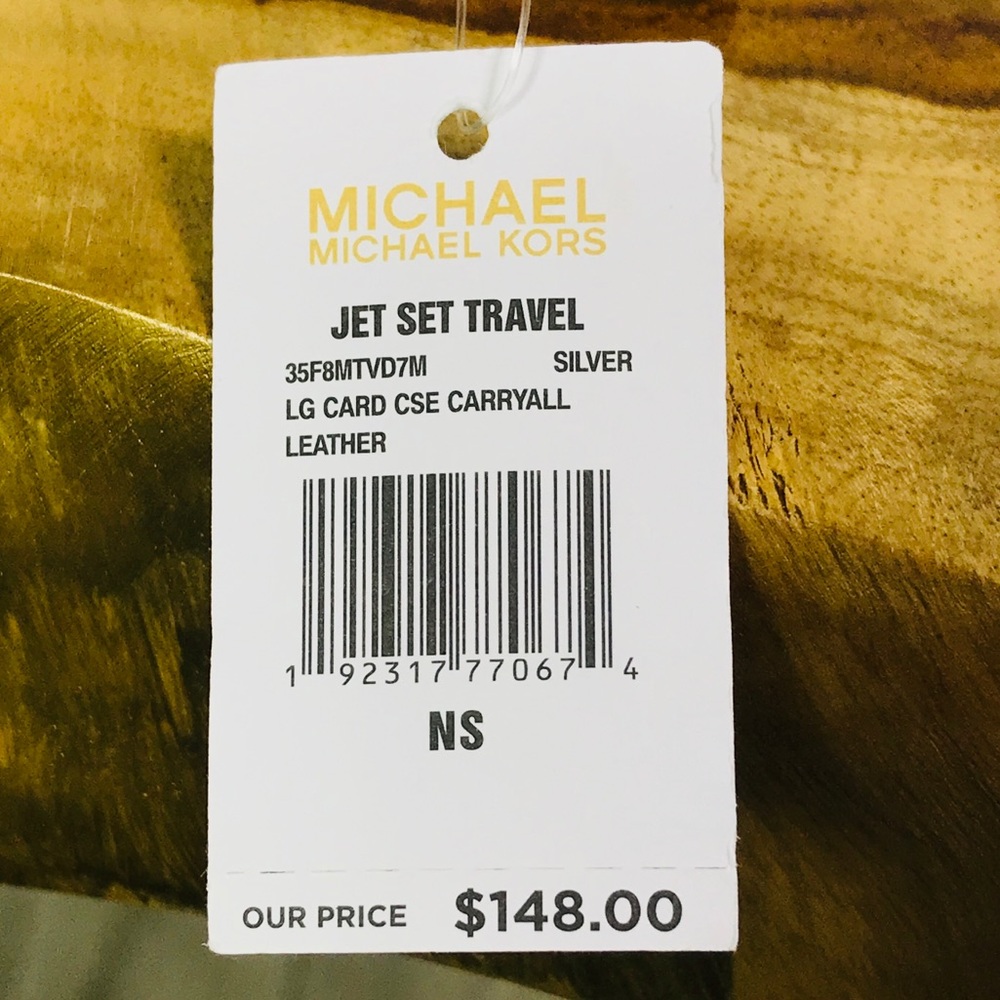 MICHAEL
MICHAEL KORS
JET SET TRAVEL
35F8MTVD7M SILVER
LG CARD CSE CARRYALL
LEATHER
1 92317 77067 4
NS
OUR PRICE $148.00